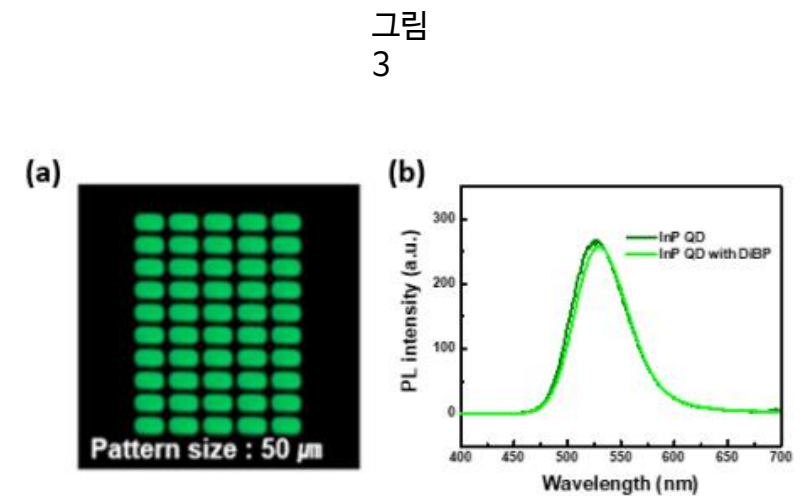 그림
3
(a)
Pattern size : 50 ㎛
(b)
PL intensity (a.u.)
300
200
100
0
InP QD
InP QD with DiBP
400 450 500 550 600 650 700
Wavelength (nm)